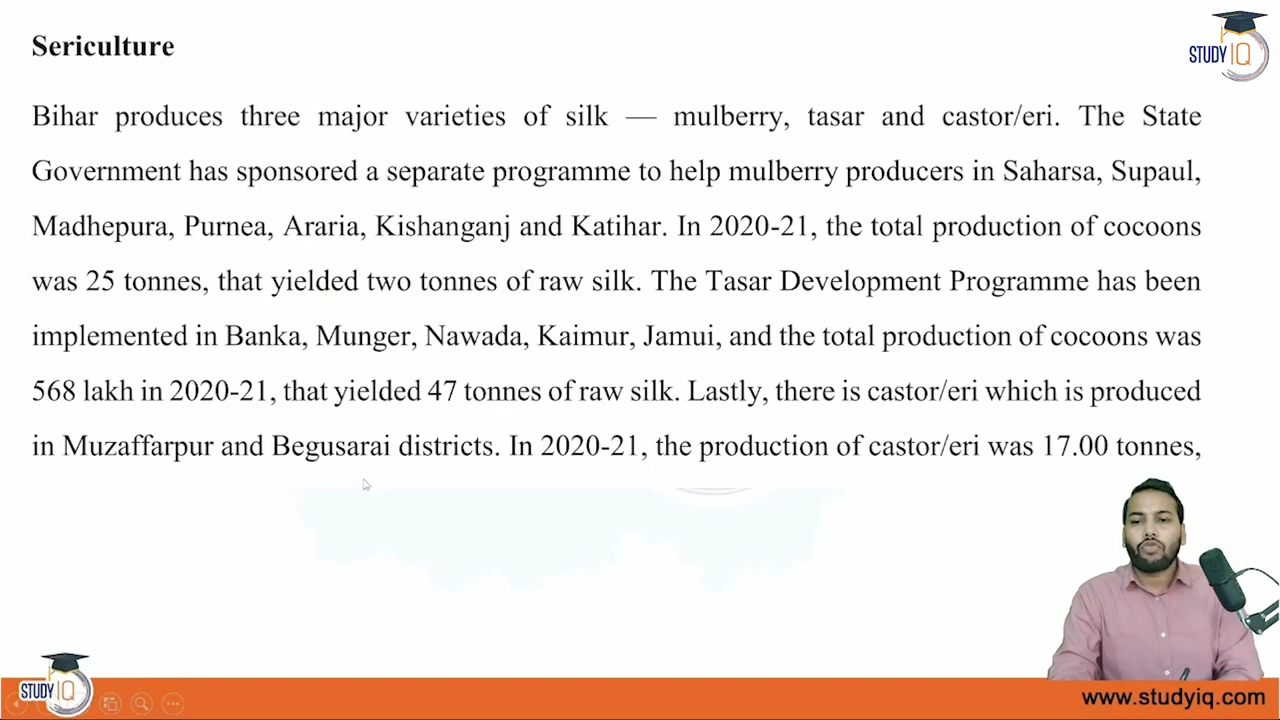 Sericulture
STUDY IQ
Bihar produces three major varieties of silk — mulberry, tasar and castor/eri. The State
Government has sponsored a separate programme to help mulberry producers in Saharsa, Supaul,
Madhepura, Purnea, Araria, Kishanganj and Katihar. In 2020-21, the total production of cocoons
was 25 tonnes, that yielded two tonnes of raw silk. The Tasar Development Programme has been
implemented in Banka, Munger, Nawada, Kaimur, Jamui, and the total production of cocoons was
568 lakh in 2020-21, that yielded 47 tonnes of raw silk. Lastly, there is castor/eri which is produced
in Muzaffarpur and Begusarai districts. In 2020-21, the production of castor/eri was 17.00 tonnes,
STUDY IQ
www.studyiq.com